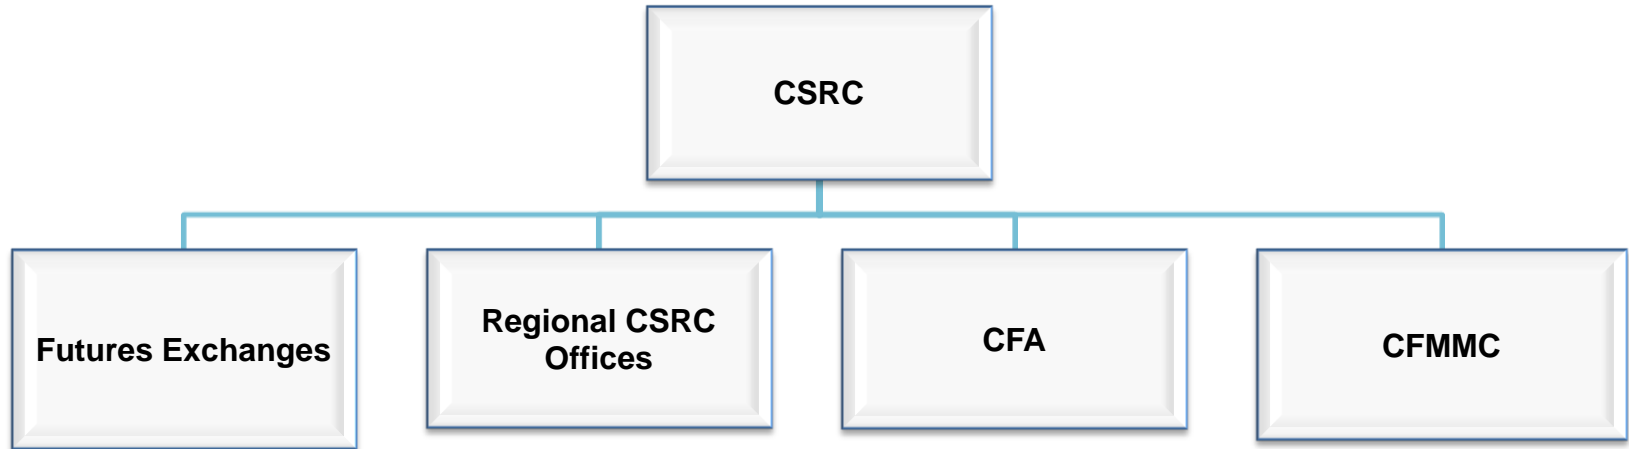 CSRC
Futures Exchanges
Regional CSRC
Offices
CFA
CFMMC